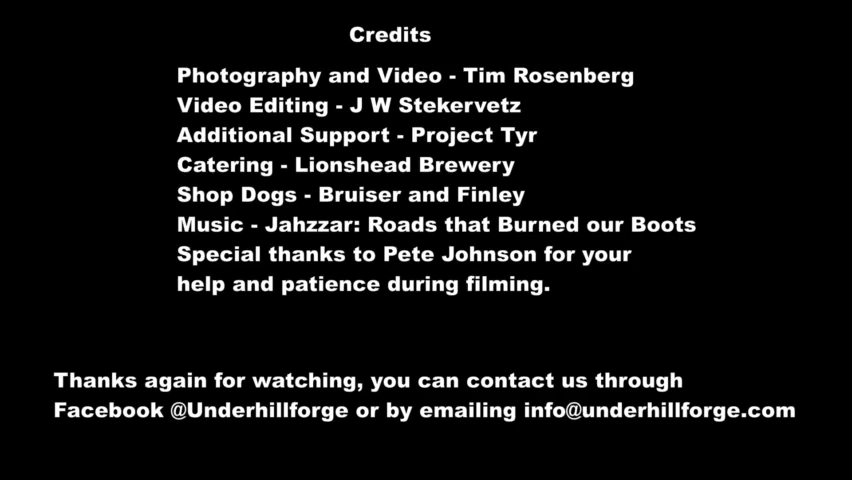 Credits
Photography and Video - Tim Rosenberg
Video Editing - J W Stekervetz
Additional Support - Project Tyr
Catering - Lionshead Brewery
Shop Dogs - Bruiser and Finley
Music - Jahzzar: Roads that Burned our Boots
Special thanks to Pete Johnson for your
help and patience during filming.
Thanks again for watching, you can contact us through
Facebook @Underhillforge or by emailing info@underhillforge.com